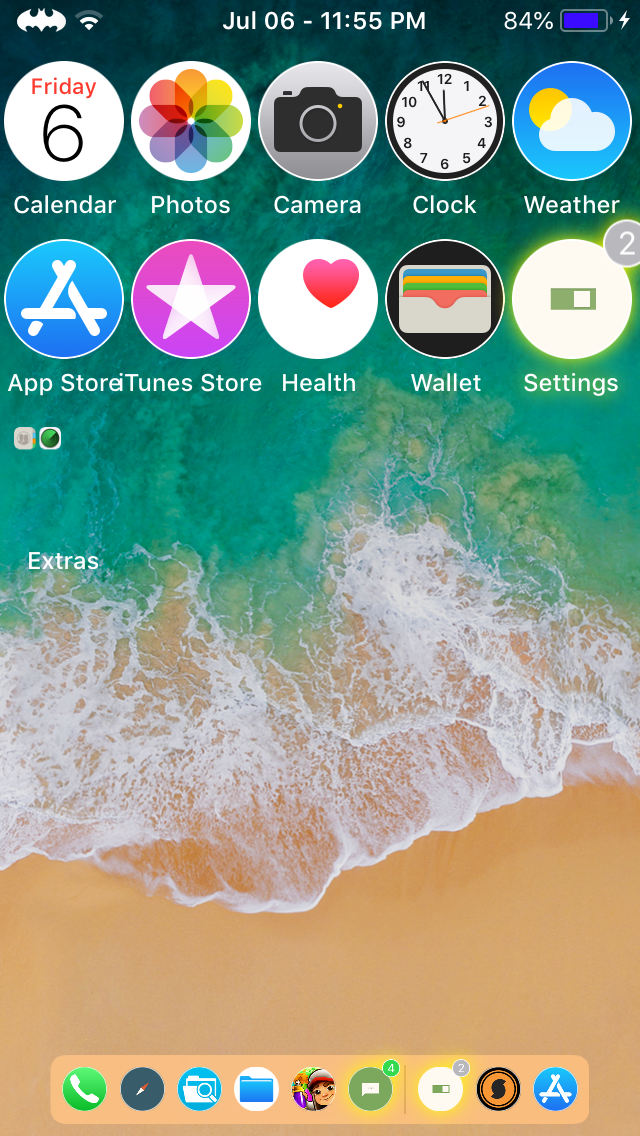 Jul 06 - 11:55 PM
84%
Friday
6
12
1
2
3
4
5
6
7
8
9
10
11
Calendar
Photos
Camera
Clock
Weather
2
App Store
iTunes Store
Health
Wallet
Settings
Extras
4
2